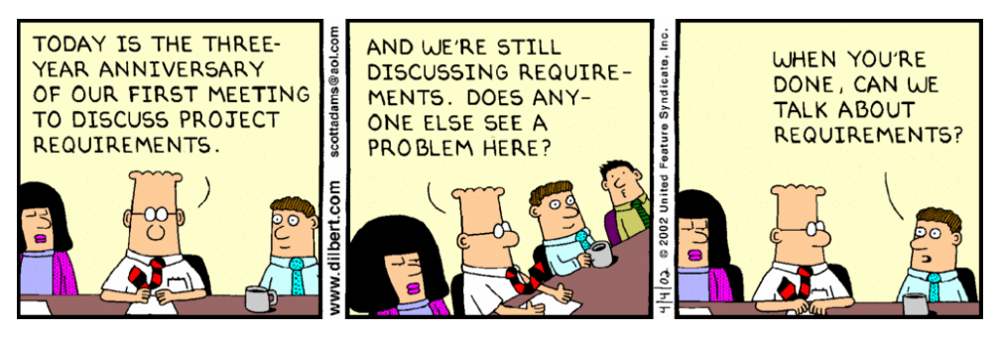 TODAY IS THE THREE-
YEAR ANNIVERSARY
OF OUR FIRST MEETING
TO DISCUSS PROJECT
REQUIREMENTS.
www.dilbert.com scottadams@aol.com
AND WE'RE STILL
DISCUSSING REQUIRE-
MENTS. DOES ANY-
ONE ELSE SEE A
PROBLEM HERE?
4/4/02 © 2002 United Feature Syndicate, Inc.
WHEN YOU'RE
DONE, CAN WE
TALK ABOUT
REQUIREMENTS?